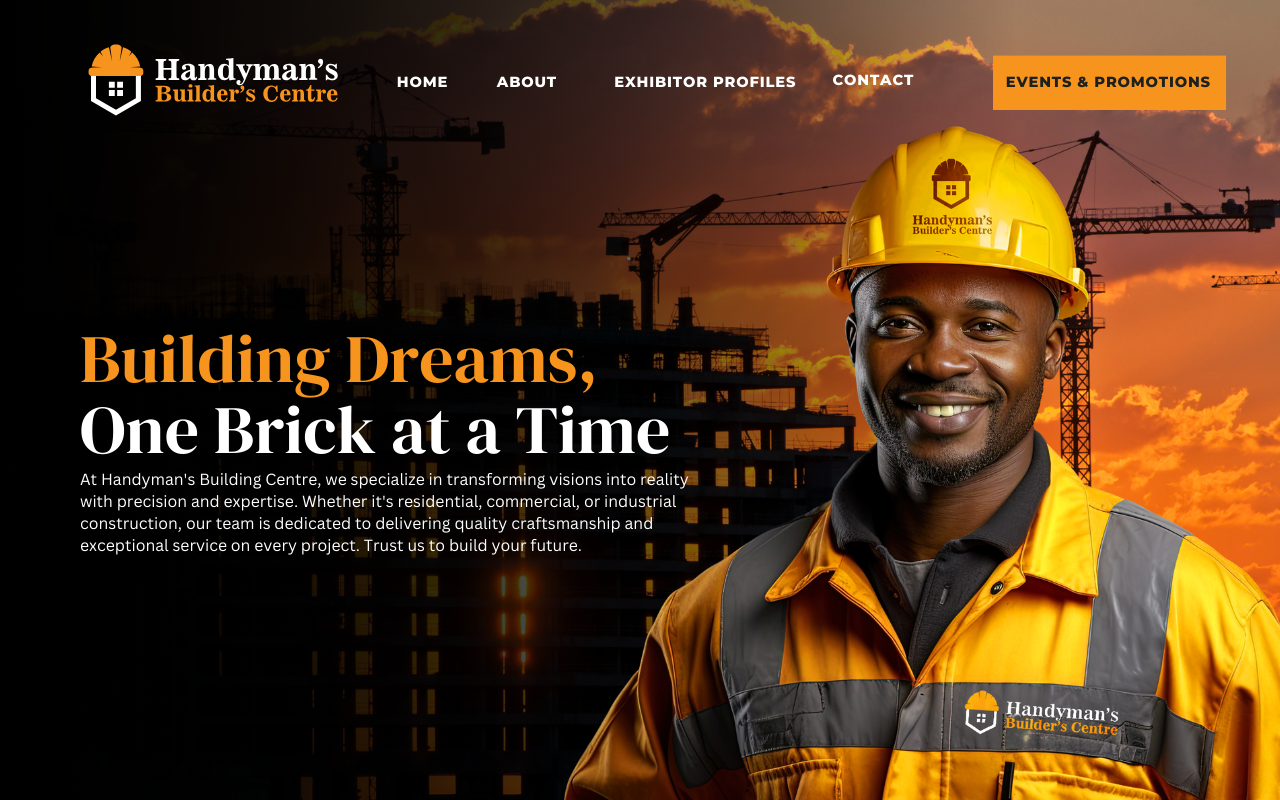 Handyman's
Builder's Centre
HOME
ABOUT
EXHIBITOR PROFILES
CONTACT
EVENTS & PROMOTIONS
Handyman's
Builder's Centre
Building Dreams,
One Brick at a Time
At Handyman's Building Centre, we specialize in transforming visions into reality
with precision and expertise. Whether it's residential, commercial, or industrial
construction, our team is dedicated to delivering quality craftsmanship and
exceptional service on every project. Trust us to build your future.
Handyman's
Builder's Centre